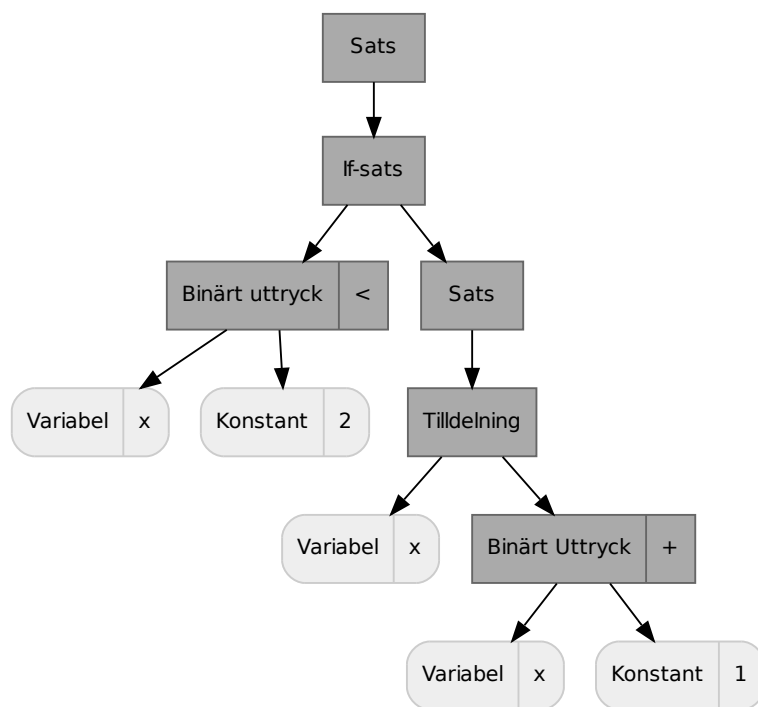 Sats
If-sats
Binärt uttryck <
Sats
Variabel x
Konstant 2
Tilldelning
Variabel x
Binärt Uttryck +
Variabel x
Konstant 1